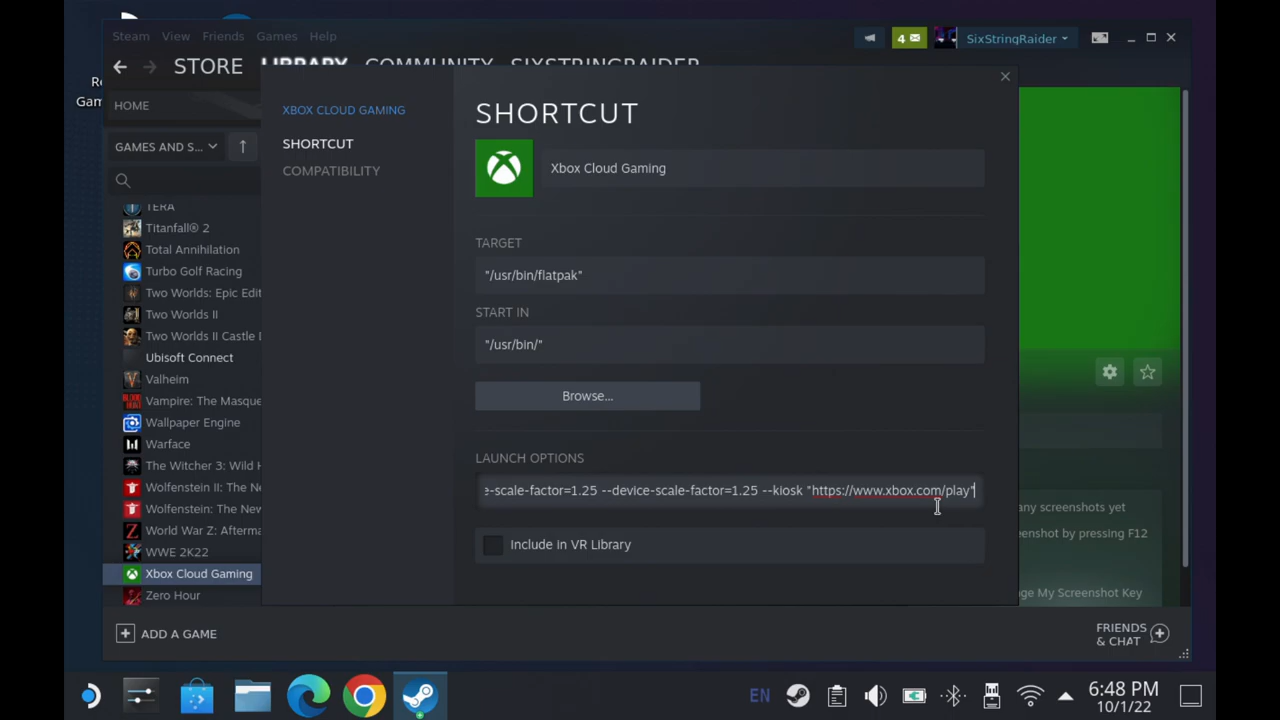 Steam View Friends Games Help
4
SixStringRaider
STORE LIBRARY COMMUNITY SIXSTRINGRAIDER
HOME
GAMES AND S...
TERA
Titanfall® 2
Total Annihilation
Turbo Golf Racing
Two Worlds: Epic Edit
Two Worlds II
Two Worlds II Castle
Ubisoft Connect
Valheim
Vampire: The Masque
Wallpaper Engine
Warface
The Witcher 3: Wild
Wolfenstein II: The Ne
Wolfenstein: The New
World War Z: Afterma
WWE 2K22
Xbox Cloud Gaming
Zero Hour
XBOX CLOUD GAMING
SHORTCUT
COMPATIBILITY
SHORTCUT
Xbox Cloud Gaming
TARGET
"/usr/bin/flatpak"
START IN
"/usr/bin/"
Browse...
LAUNCH OPTIONS
e-scale-factor=1.25 --device-scale-factor=1.25 --kiosk "https://www.xbox.com/play"
Include in VR Library
any screenshots yet
eenshot by pressing F12
ge My Screenshot Key
ADD A GAME
FRIENDS
& CHAT
EN
6:48 PM
10/1/22